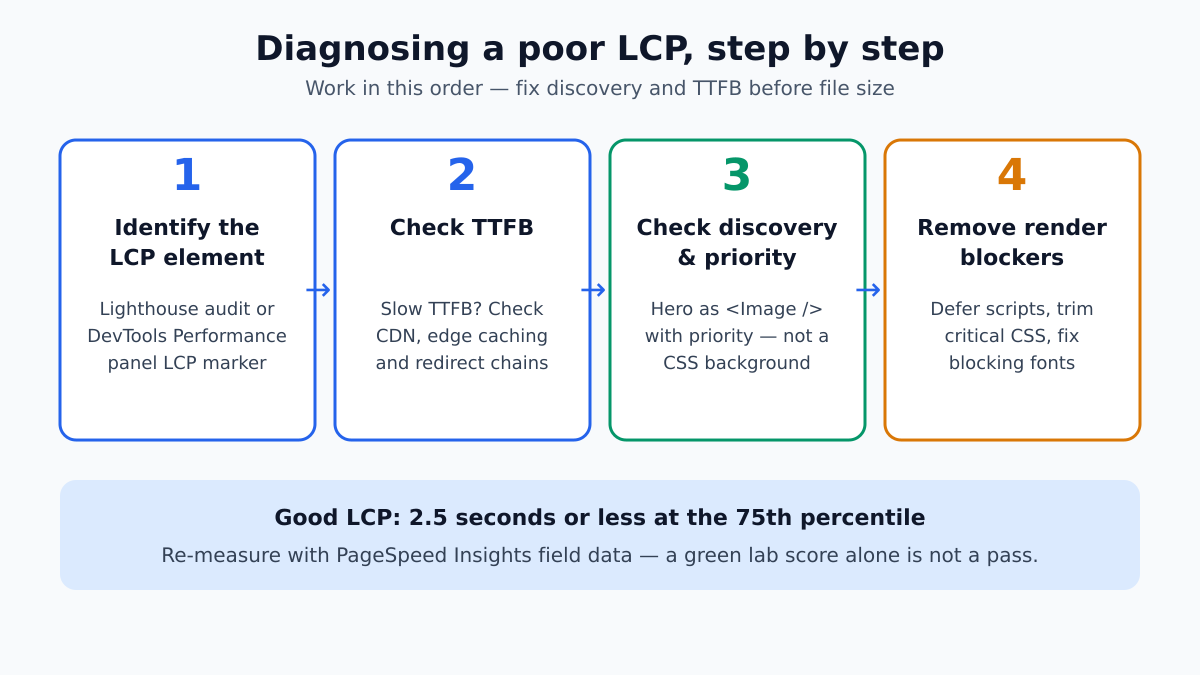 Diagnosing a poor LCP, step by step
Work in this order — fix discovery and TTFB before file size
1
Identify the
LCP element
Lighthouse audit or
DevTools Performance
panel LCP marker
→
2
Check TTFB
Slow TTFB? Check
CDN, edge caching
and redirect chains
→
3
Check discovery
& priority
Hero as <Image />
with priority — not a
CSS background
→
4
Remove render
blockers
Defer scripts, trim
critical CSS, fix
blocking fonts
Good LCP: 2.5 seconds or less at the 75th percentile
Re-measure with PageSpeed Insights field data — a green lab score alone is not a pass.